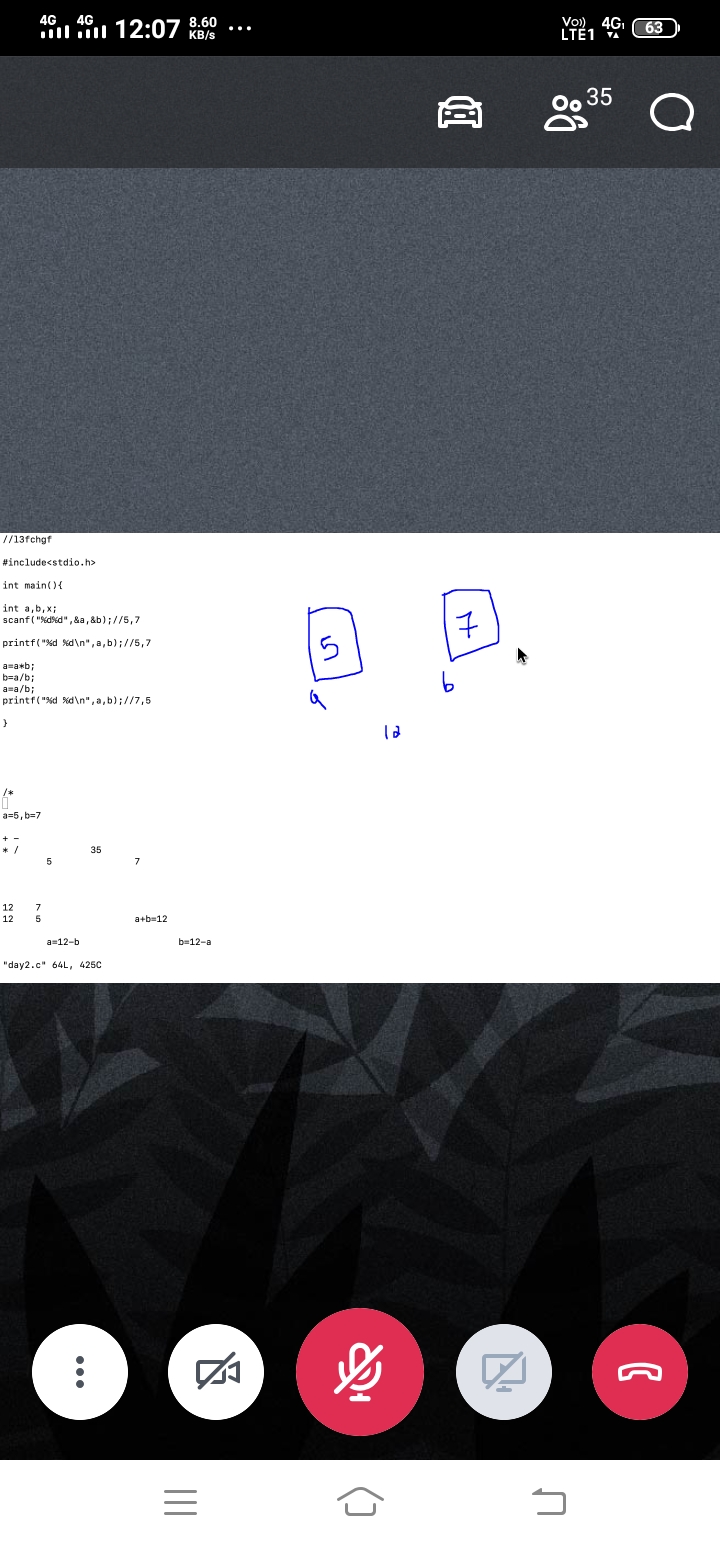 4G 4G 12:07 8.60 KB/s ... Vo)) LTE1 4G1 63
35
//l3fchgf
#include<stdio.h>
int main(){
int a,b,x;
scanf("%d%d",&a,&b);//5,7
printf("%d %d\n",a,b);//5,7
a=a*b;
b=a/b;
a=a/b;
printf("%d %d\n",a,b);//7,5
}
5 7
a b
12
/*
a=5,b=7
+ -
* / 35
5 7
12 7
12 5 a+b=12
a=12-b b=12-a
"day2.c" 64L, 425C